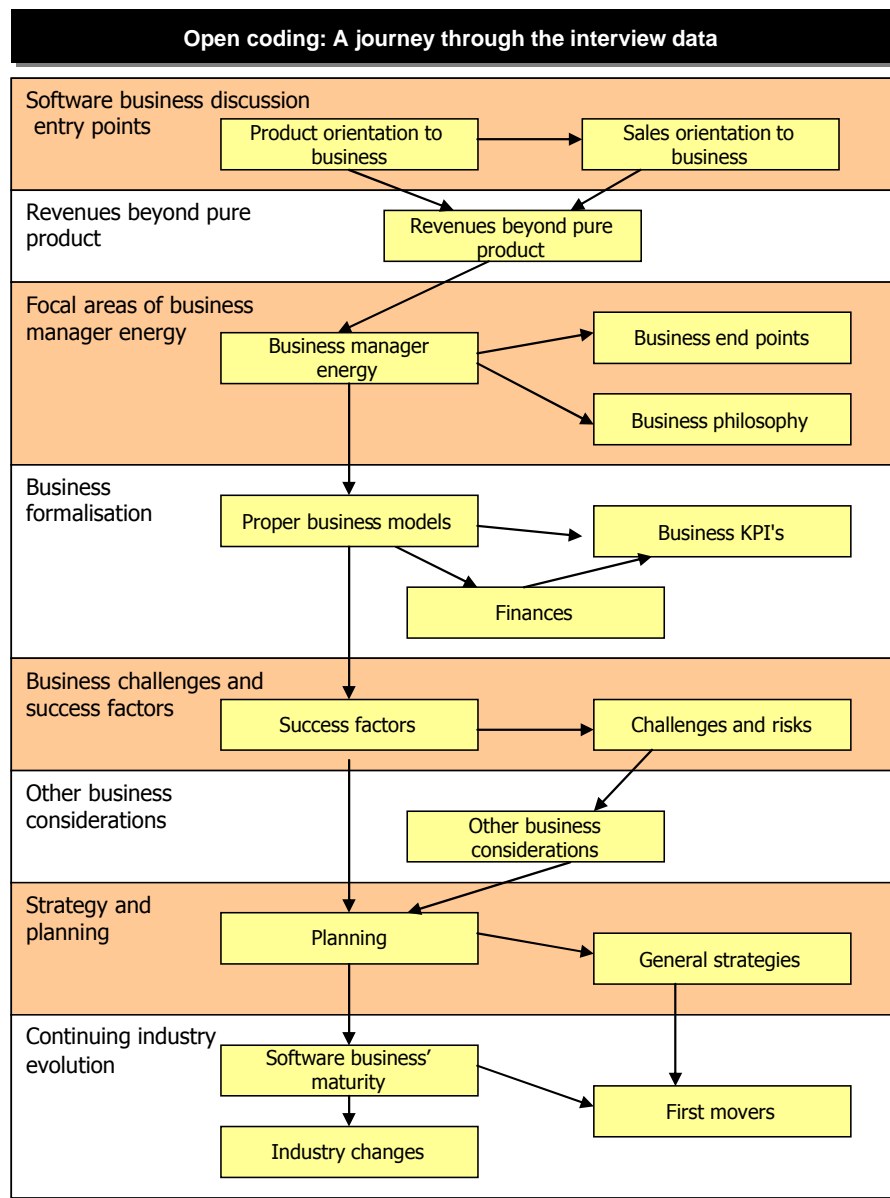 Open coding: A journey through the interview data
Software business discussion
entry points
Product orientation to
business
Sales orientation to
business
Revenues beyond pure
product
Revenues beyond pure
product
Focal areas of business
manager energy
Business manager
energy
Business end points
Business philosophy
Business
formalisation
Proper business models
Business KPI's
Finances
Business challenges and
success factors
Success factors
Challenges and risks
Other business
considerations
Other business
considerations
Strategy and
planning
Planning
General strategies
Continuing industry
evolution
Software business’
maturity
First movers
Industry changes